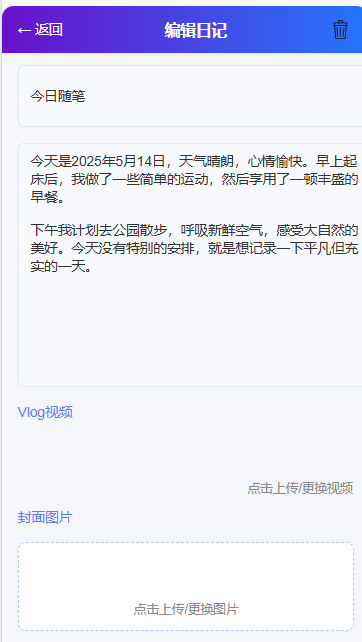 ← 返回
编辑日记
今日随笔
今天是2025年5月14日，天气晴朗，心情愉快。早上起
床后，我做了一些简单的运动，然后享用了一顿丰盛的
早餐。
下午我计划去公园散步，呼吸新鲜空气，感受大自然的
美好。今天没有特别的安排，就是想记录一下平凡但充
实的一天。
Vlog视频
点击上传/更换视频
封面图片
点击上传/更换图片